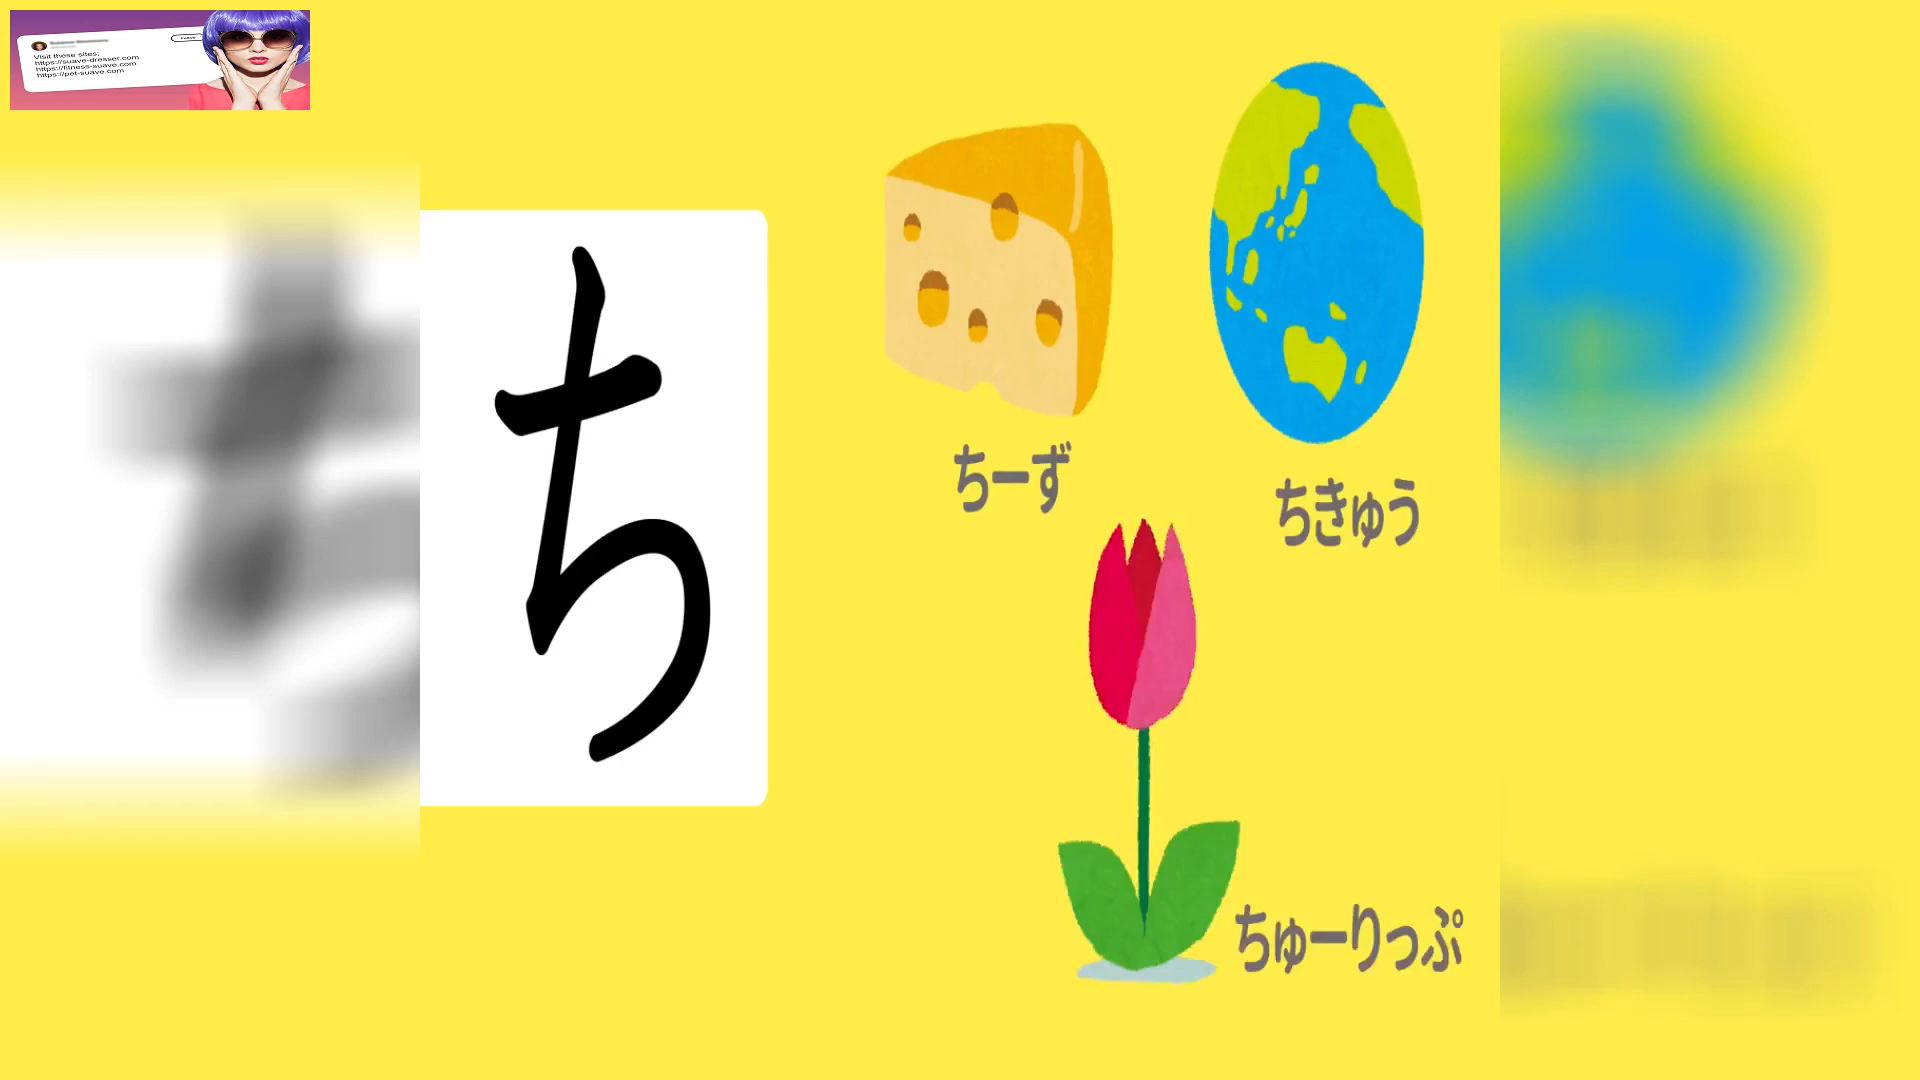 Visit these sites;
https://suave-dresser.com
https://fitness-suave.com
https://pet-suave.com
Follow
ち
ちーず
ちきゅう
ちゅーりっぷ